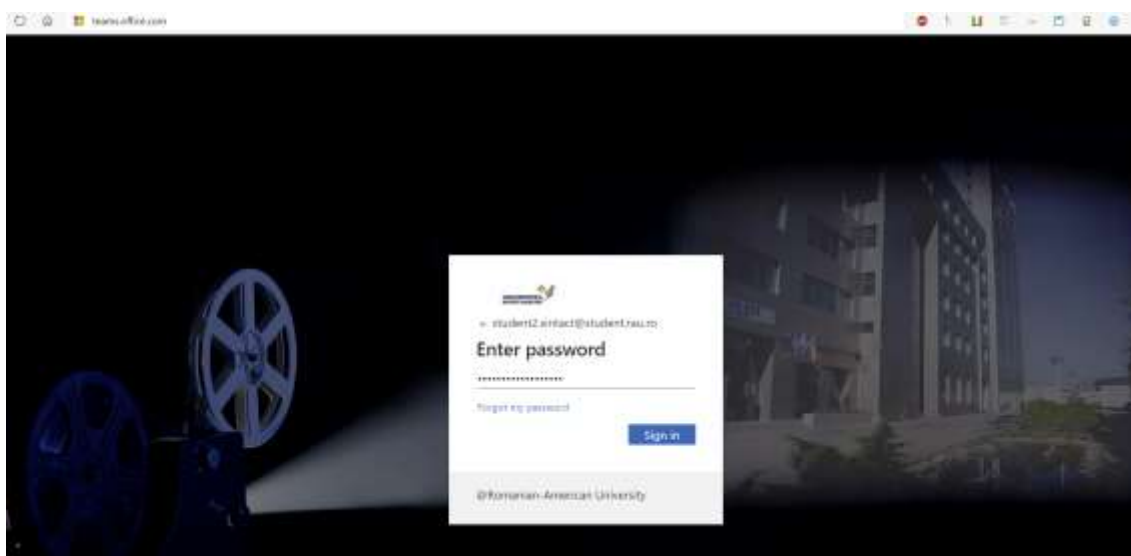 teams.office.com
student2.eintact@student.rau.ro
Enter password
Forgot my password
Sign in
@Romanian-American University